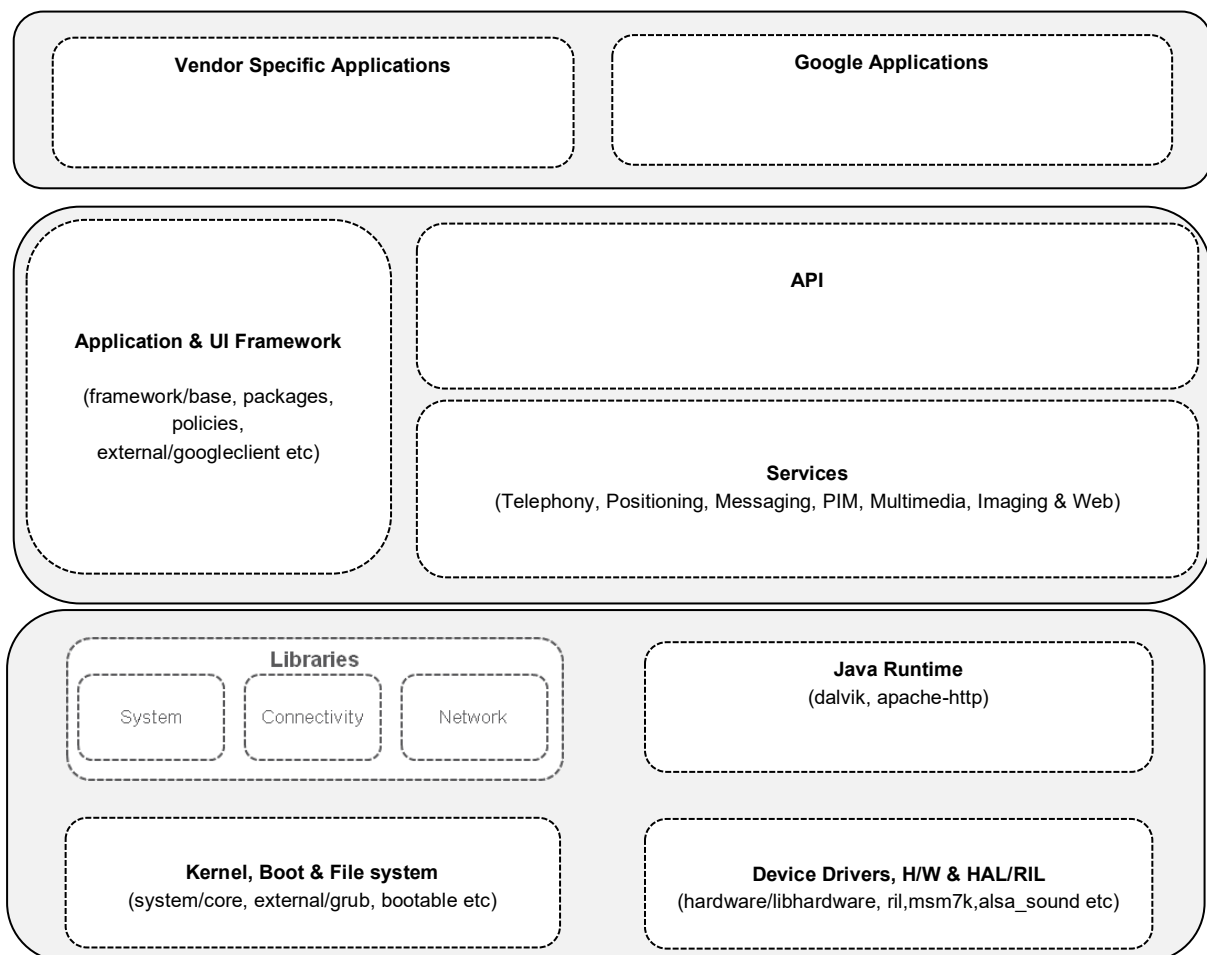 Vendor Specific Applications
Google Applications
API
Application & UI Framework
(framework/base, packages,
policies,
external/googleclient etc)
Services
(Telephony, Positioning, Messaging, PIM, Multimedia, Imaging & Web)
Libraries
System
Connectivity
Network
Java Runtime
(dalvik, apache-http)
Kernel, Boot & File system
(system/core, external/grub, bootable etc)
Device Drivers, H/W & HAL/RIL
(hardware/libhardware, ril,msm7k,alsa_sound etc)